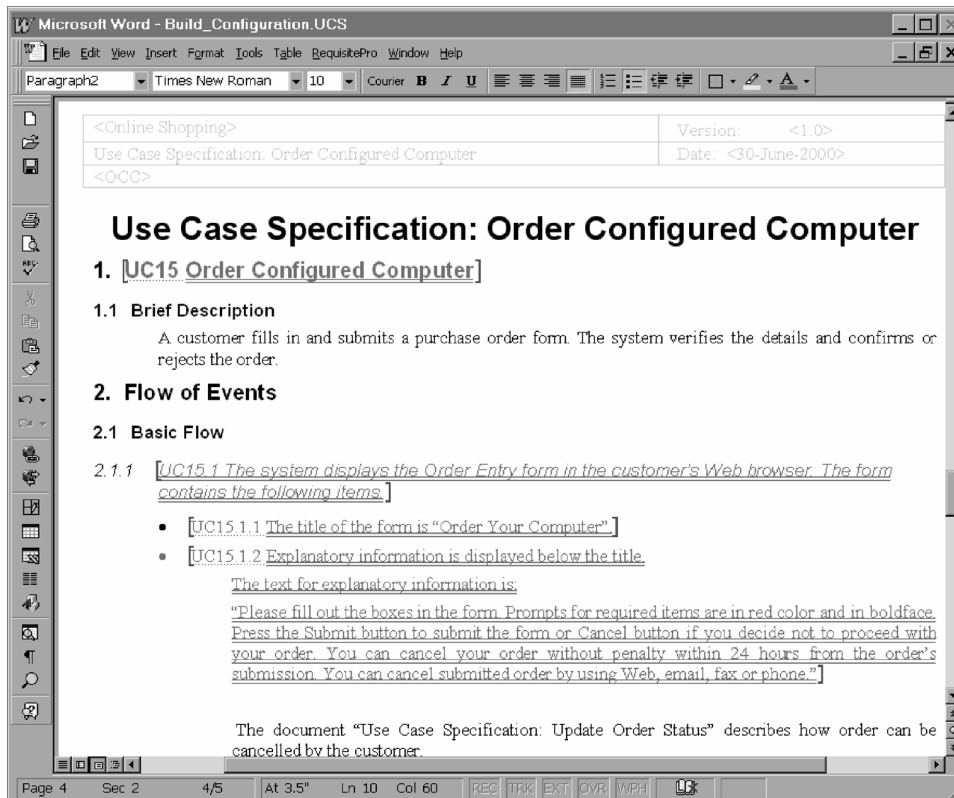 Microsoft Word - Build_Configuration.UCS
File Edit View Insert Format Tools Table RequisitePro Window Help
Paragraph2 Times New Roman 10 Courier B I U A
<Online Shopping> Version: <1.0>
Use Case Specification: Order Configured Computer Date: <30-June-2000>
<OCC>
Use Case Specification: Order Configured Computer
1. [UC15 Order Configured Computer]
1.1 Brief Description
A customer fills in and submits a purchase order form. The system verifies the details and confirms or
rejects the order.
2. Flow of Events
2.1 Basic Flow
2.1.1 [UC15.1 The system displays the Order Entry form in the customer's Web browser. The form
contains the following items.]
• [UC15.1.1 The title of the form is “Order Your Computer”.]
• [UC15.1.2 Explanatory information is displayed below the title.
The text for explanatory information is:
“Please fill out the boxes in the form. Prompts for required items are in red color and in boldface.
Press the Submit button to submit the form or Cancel button if you decide not to proceed with
your order. You can cancel your order without penalty within 24 hours from the order’s
submission. You can cancel submitted order by using Web, email, fax or phone.”]
The document “Use Case Specification: Update Order Status” describes how order can be
cancelled by the customer.
Page 4 Sec 2 4/5 At 3.5" Ln 10 Col 60 REC TRK EXT OVR WPH